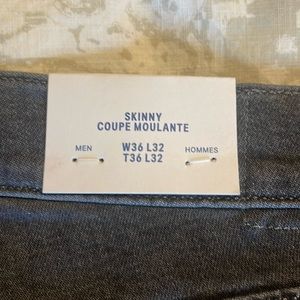 SKINNY
COUPE MOULANTE
MEN W36 L32 HOMMES
T36 L32